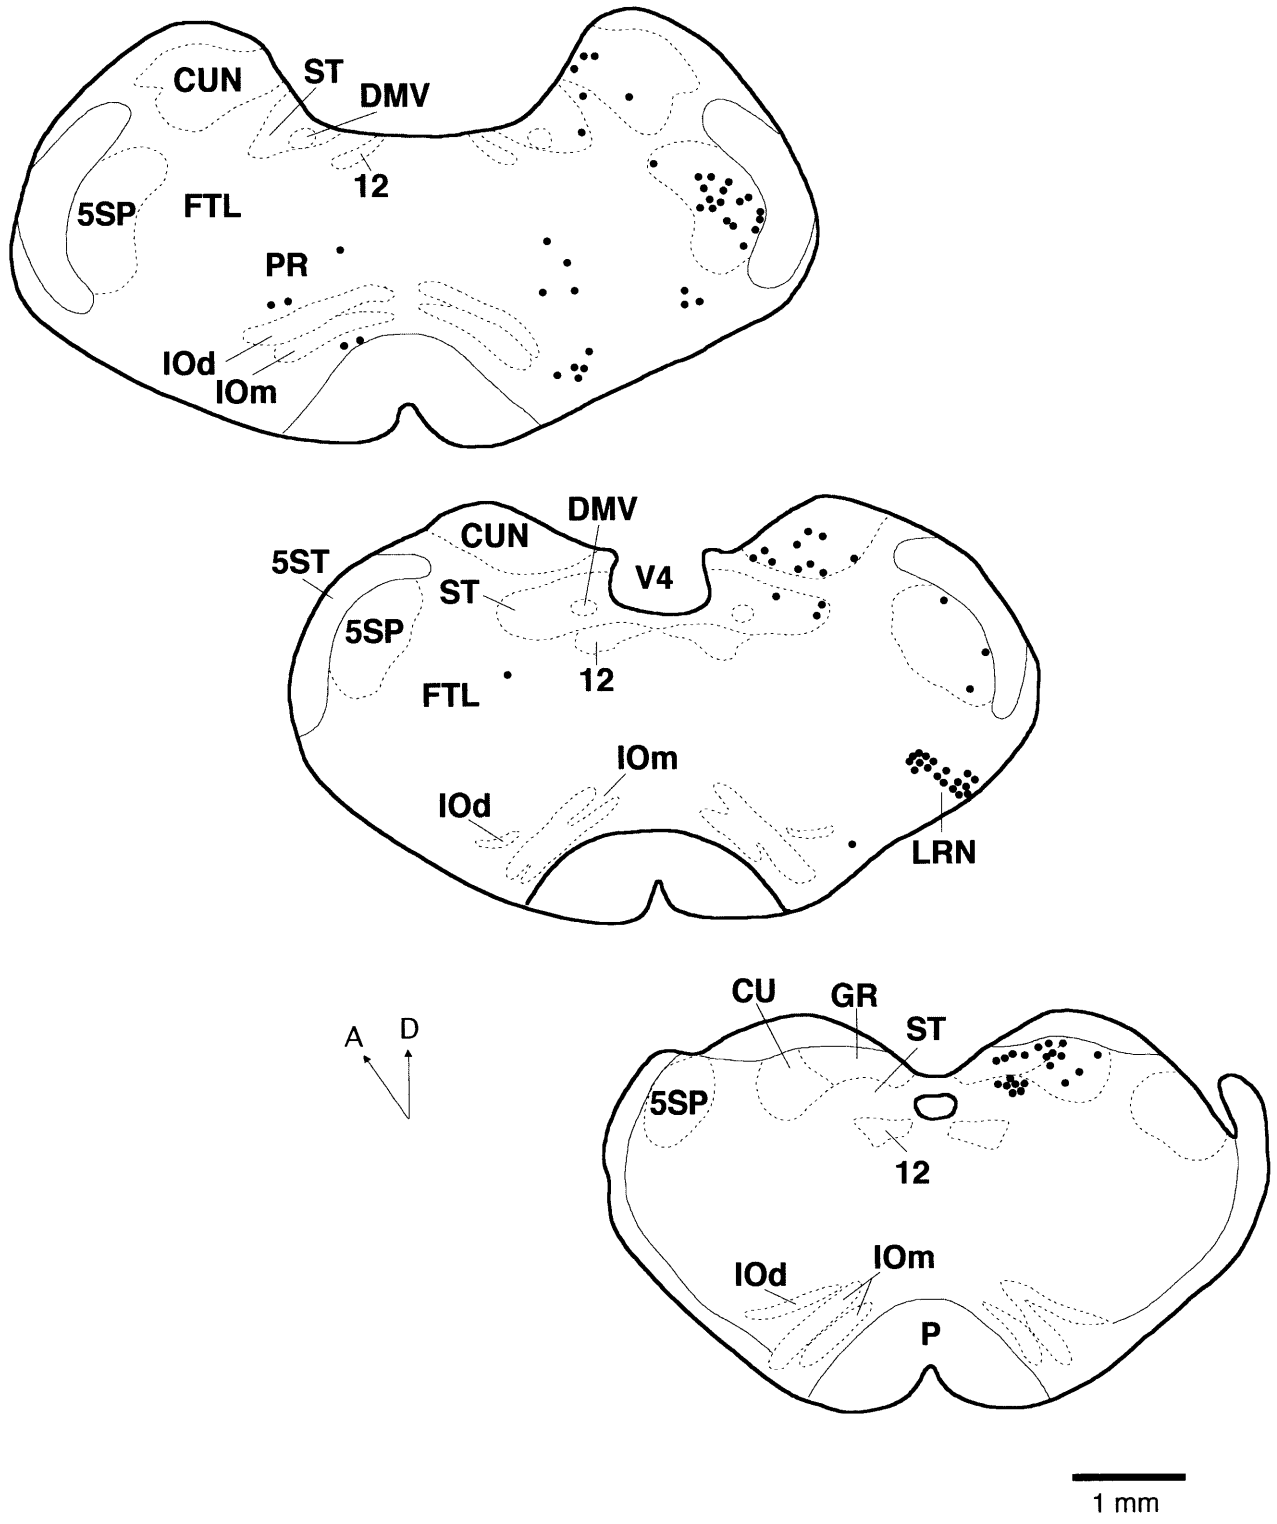 CUN
ST
DMV
12
5SP
FTL
PR
IOd
IOm
DMV
CUN
5ST
V4
ST
5SP
12
FTL
IOm
IOd
LRN
CU
GR
ST
A
D
5SP
12
IOm
IOd
P
1 mm